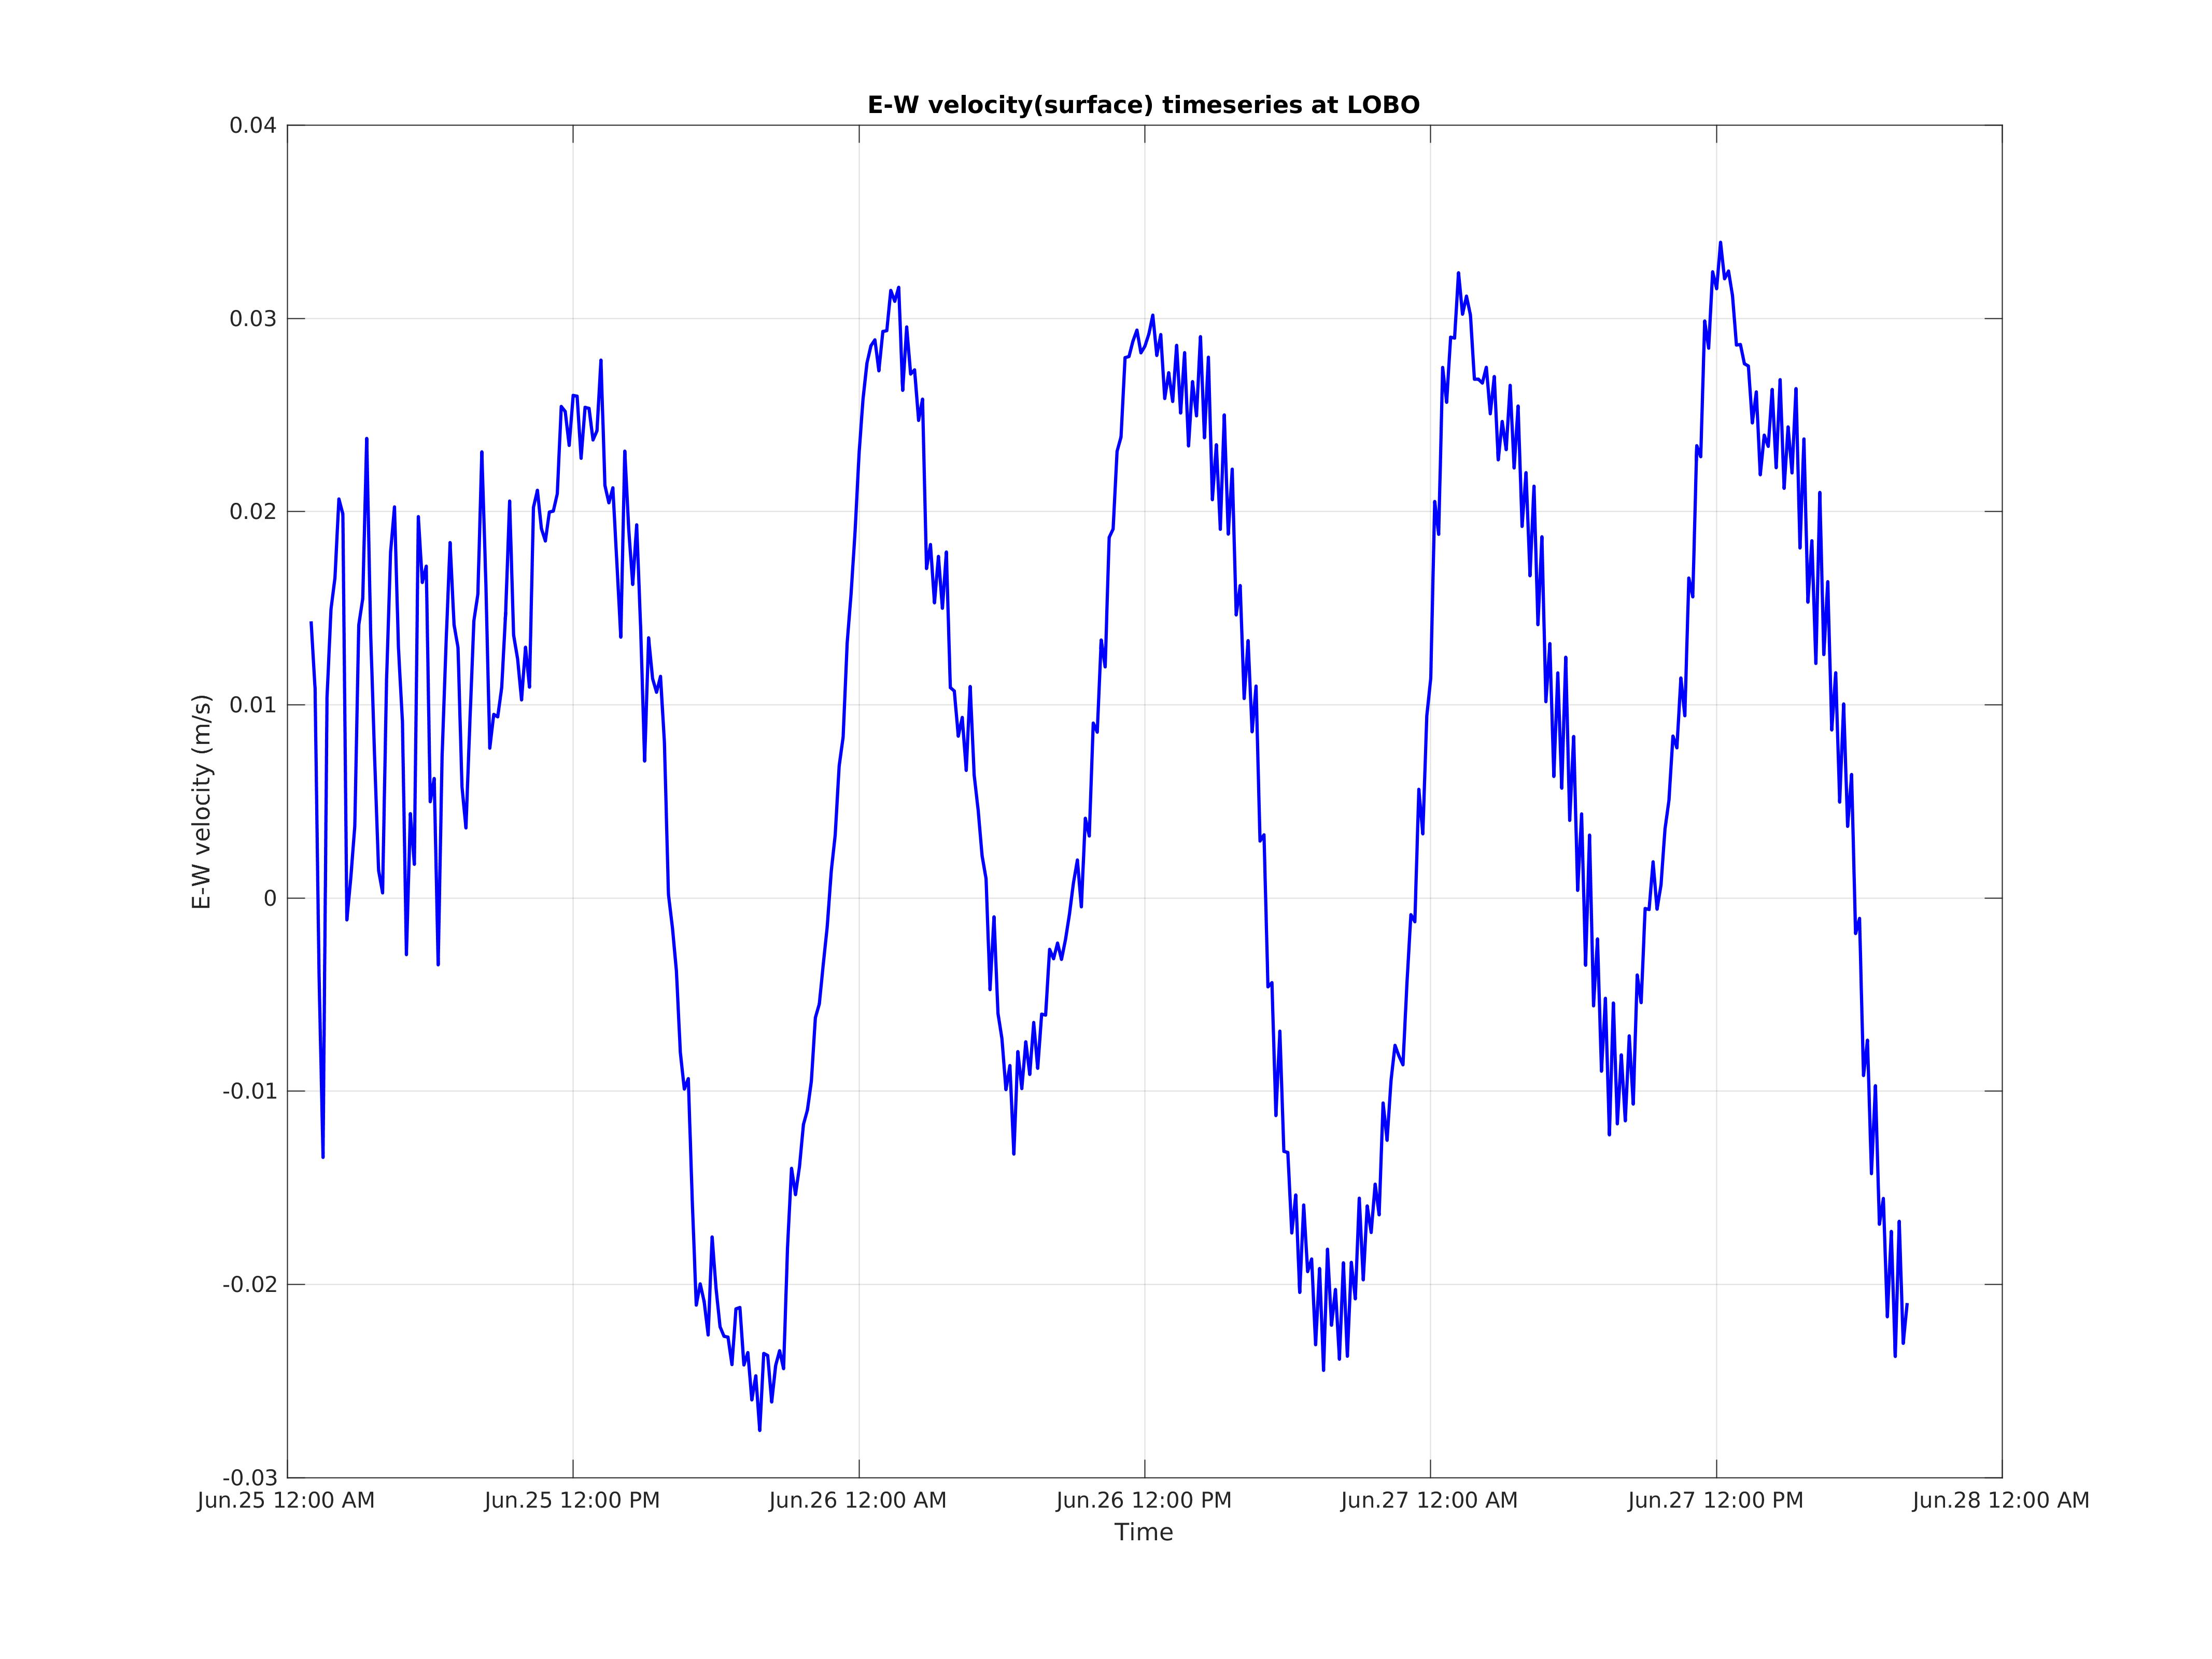 E-W velocity(surface) timeseries at LOBO
0.04
0.03
0.02
0.01
0
-0.01
-0.02
-0.03
E-W velocity (m/s)
Jun.25 12:00 AM
Jun.25 12:00 PM
Jun.26 12:00 AM
Jun.26 12:00 PM
Jun.27 12:00 AM
Jun.27 12:00 PM
Jun.28 12:00 AM
Time